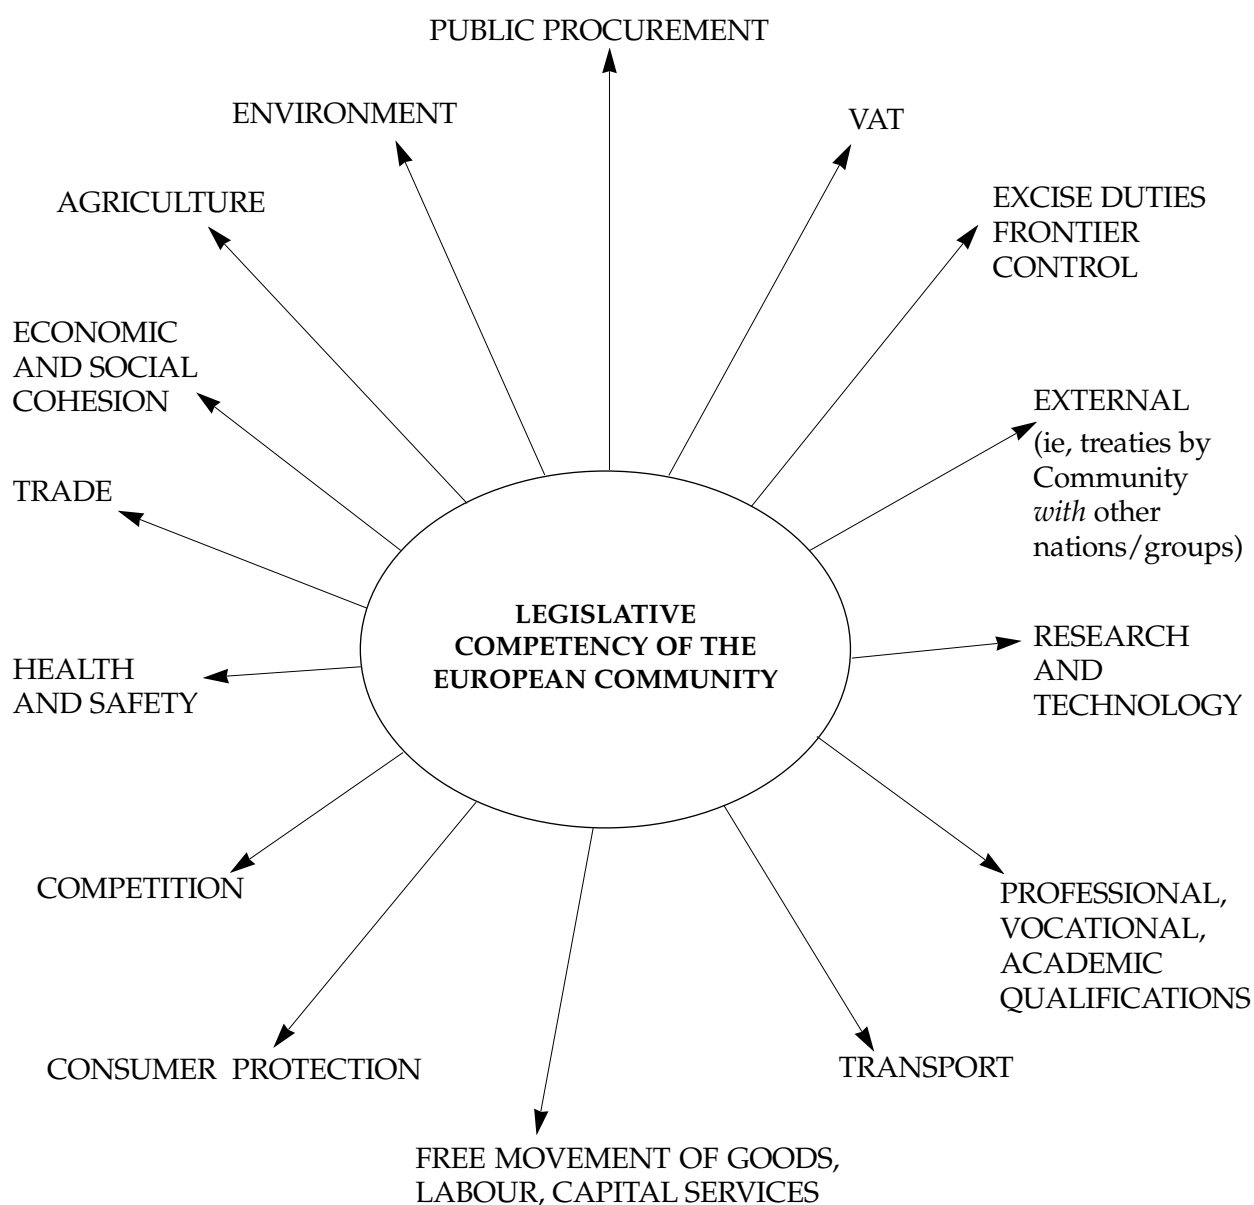 PUBLIC PROCUREMENT
ENVIRONMENT
VAT
AGRICULTURE
EXCISE DUTIES
FRONTIER
CONTROL
ECONOMIC
AND SOCIAL
COHESION
EXTERNAL
(ie, treaties by
Community
with other
nations/groups)
TRADE
LEGISLATIVE
COMPETENCY OF THE
EUROPEAN COMMUNITY
RESEARCH
AND
TECHNOLOGY
HEALTH
AND SAFETY
COMPETITION
PROFESSIONAL,
VOCATIONAL,
ACADEMIC
QUALIFICATIONS
CONSUMER PROTECTION
TRANSPORT
FREE MOVEMENT OF GOODS,
LABOUR, CAPITAL SERVICES